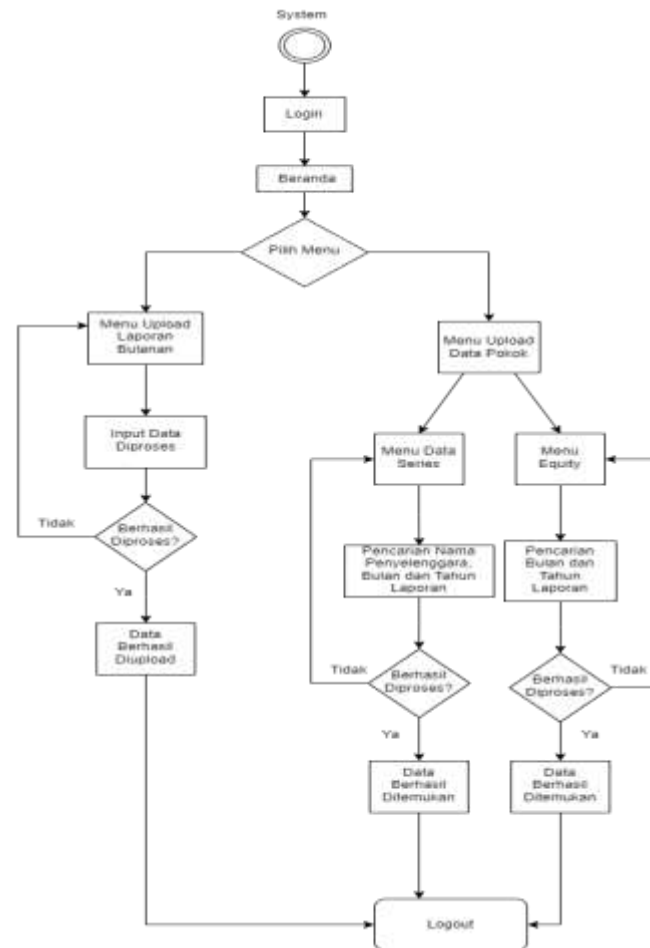 System
Login
Beranda
Pilih Menu
Menu Upload
Laporan
Bulanan
Input Data
Diproses
Berhasil
Diproses?
Tidak
Ya
Data
Berhasil
Diupload
Menu Upload
Data Pokok
Menu Data
Series
Pencarian Nama
Penyelenggara,
Bulan dan Tahun
Laporan
Berhasil
Diproses?
Tidak
Ya
Data
Berhasil
Ditemukan
Menu
Equity
Pencarian
Bulan dan
Tahun
Laporan
Berhasil
Diproses?
Tidak
Ya
Data
Berhasil
Ditemukan
Logout